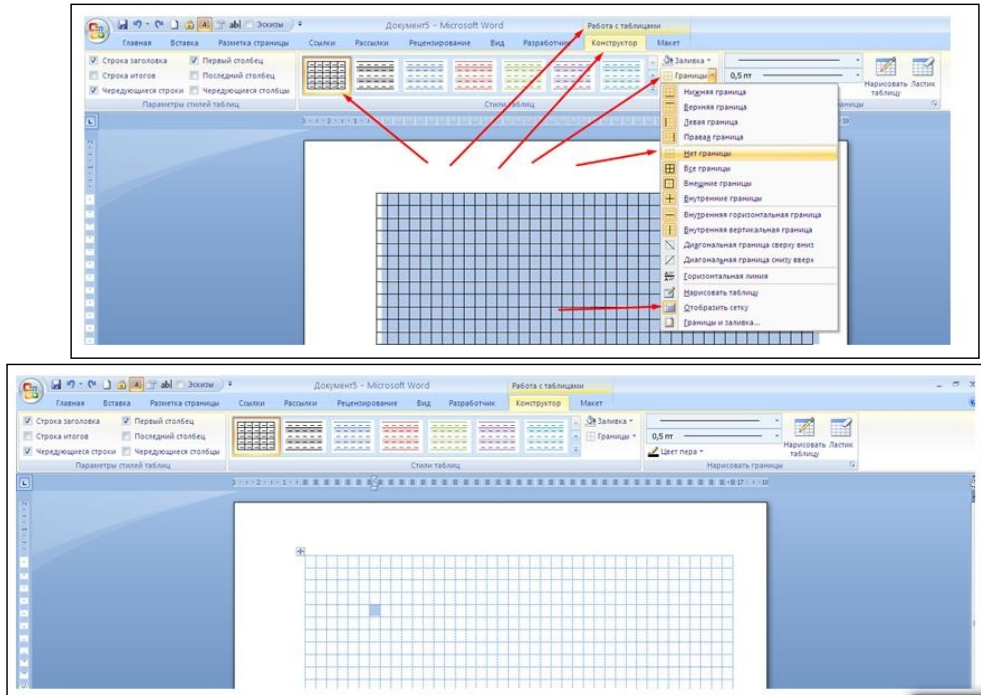 abl Эскизы
Документ5 - Microsoft Word
Работа с таблицами
Главная Вставка Разметка страницы Ссылки Рассылки Рецензирование Вид Разработчик Конструктор Макет
Строка заголовка Первый столбец
Строка итогов Последний столбец
Чередующиеся строки Чередующиеся столбцы
Параметры стилей таблиц
Стили таблиц
Заливка
Границы
0,5 пт
Нарисовать таблицу
Ластик
Нижняя граница
Верхняя граница
Левая граница
Правая граница
Нет границы
Все границы
Внешние границы
Внутренние границы
Внутренняя горизонтальная граница
Внутренняя вертикальная граница
Диагональная граница сверху вниз
Диагональная граница снизу вверх
Горизонтальная линия
Нарисовать таблицу
Отобразить сетку
Границы и заливка...
abl Эскизы
Документ5 - Microsoft Word
Работа с таблицами
Главная Вставка Разметка страницы Ссылки Рассылки Рецензирование Вид Разработчик Конструктор Макет
Строка заголовка Первый столбец
Строка итогов Последний столбец
Чередующиеся строки Чередующиеся столбцы
Параметры стилей таблиц
Стили таблиц
Заливка
Границы
0,5 пт
Цвет пера
Нарисовать таблицу
Ластик
Нарисовать границы